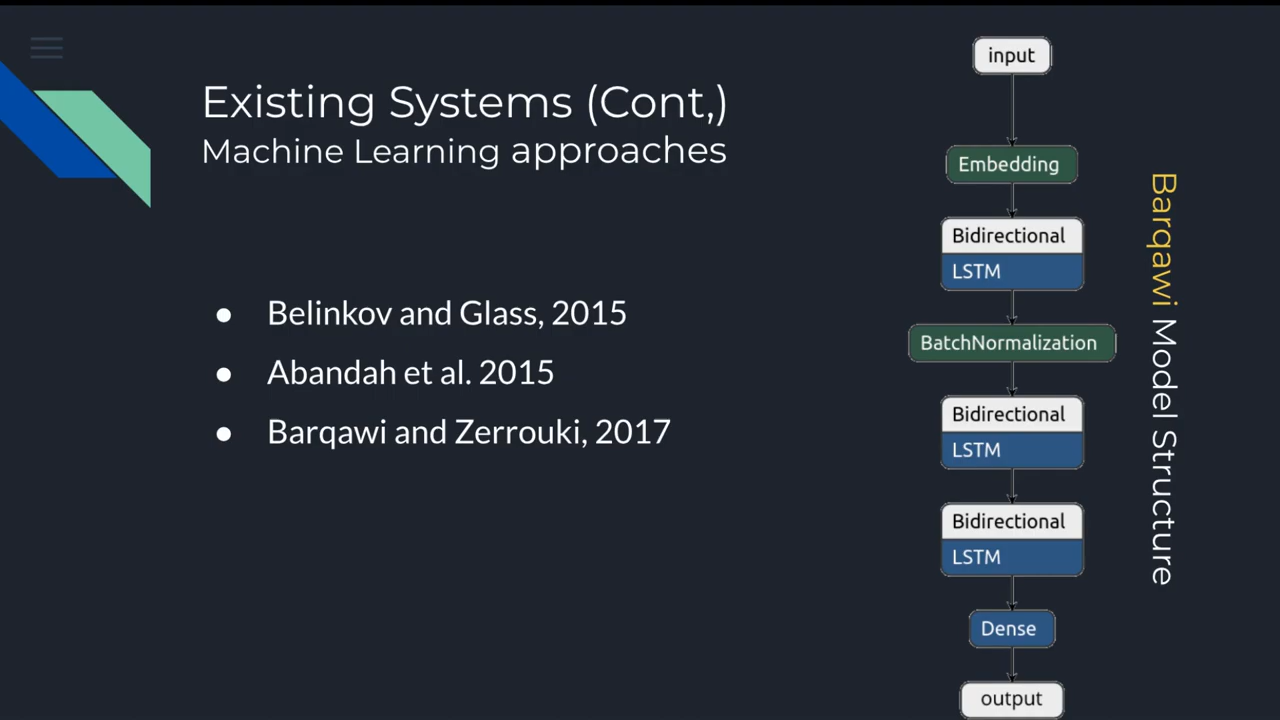 Existing Systems (Cont,)
Machine Learning approaches
● Belinkov and Glass, 2015
● Abandah et al. 2015
● Barqawi and Zerrouki, 2017
input
Embedding
Bidirectional
LSTM
BatchNormalization
Bidirectional
LSTM
Bidirectional
LSTM
Dense
output
Barqawi Model Structure